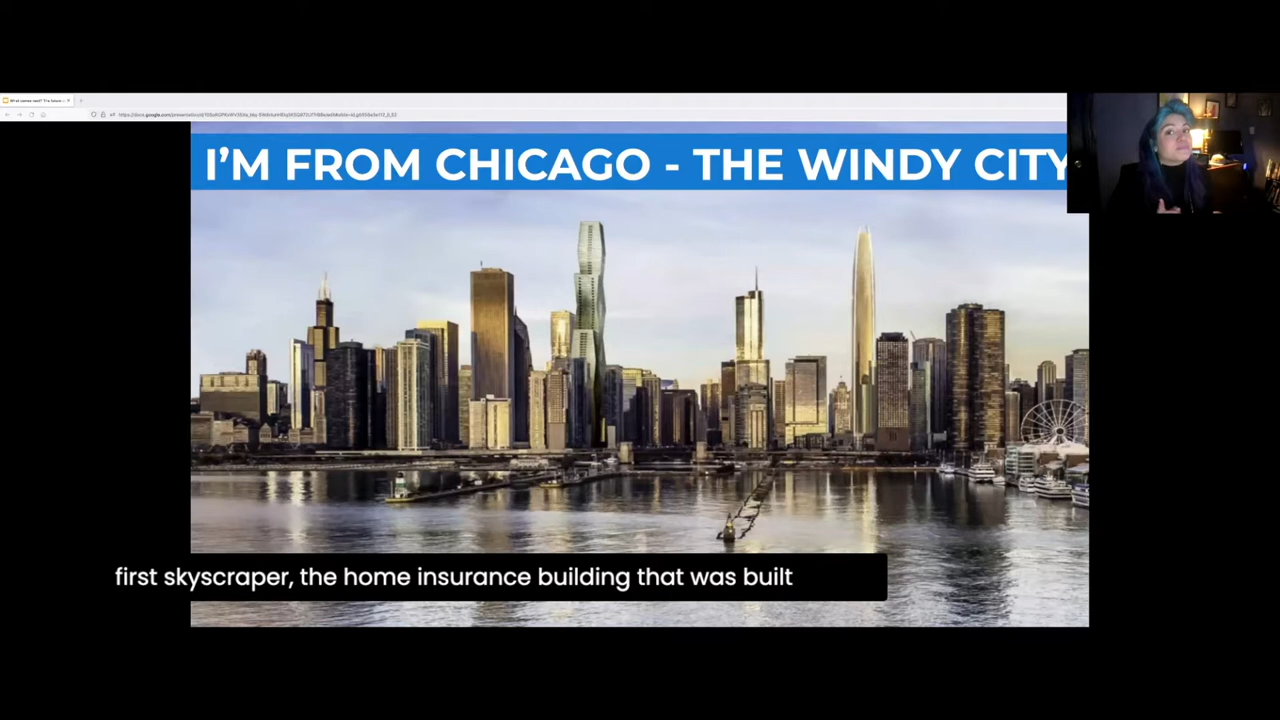 I'M FROM CHICAGO - THE WINDY CITY
first skyscraper, the home insurance building that was built